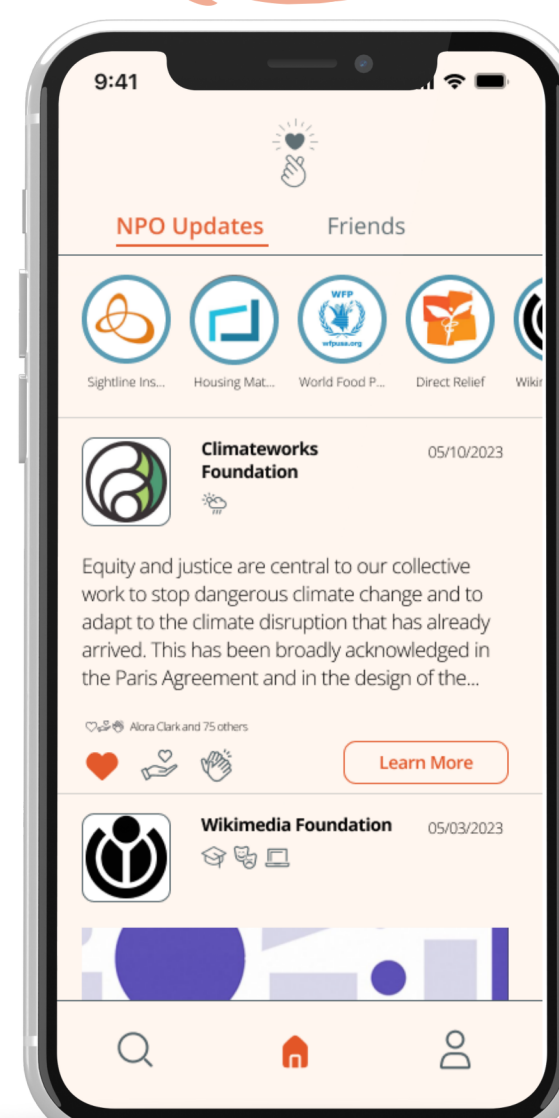 9:41
NPO Updates
Friends
WFP
wfpusa.org
Sightline Ins...
Housing Mat...
World Food P...
Direct Relief
Wikir
Climateworks
Foundation
05/10/2023
Equity and justice are central to our collective
work to stop dangerous climate change and to
adapt to the climate disruption that has already
arrived. This has been broadly acknowledged in
the Paris Agreement and in the design of the...
Alora Clark and 75 others
Learn More
Wikimedia Foundation
05/03/2023